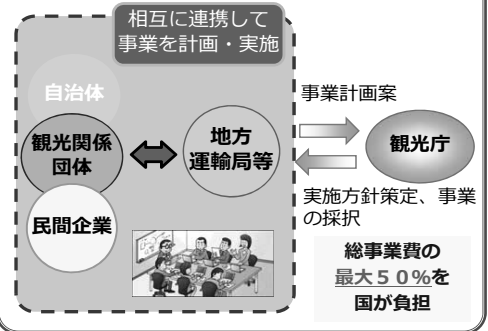 相互に連携して
事業を計画・実施
自治体
観光関係
団体
民間企業
地方
運輸局等
事業計画案
観光庁
実施方針策定、事業
の採択
総事業費の
最大５０％を
国が負担